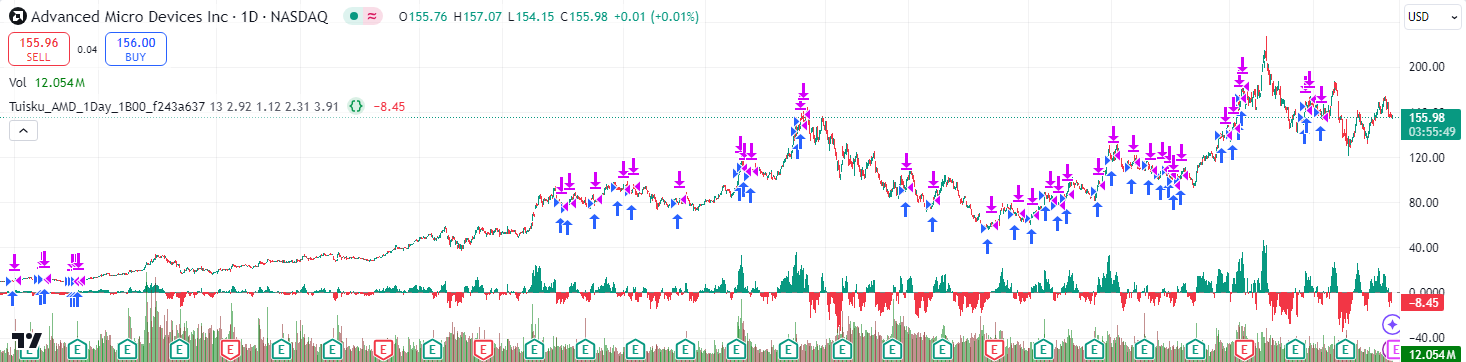 Advanced Micro Devices Inc · 1D · NASDAQ ≈ O155.76 H157.07 L154.15 C155.98 +0.01 (+0.01%)
USD
155.96 SELL
0.04
156.00 BUY
Vol 12.054M
Tuisku_AMD_1Day_1B00_f243a637 13 2.92 1.12 2.31 3.91 {} −8.45
200.00
155.98
03:55:49
120.00
80.00
40.00
0.0000
−8.45
−40.00
12.054M
E E E E E E E E E E E E E E E E E E E E E E E E E E E E